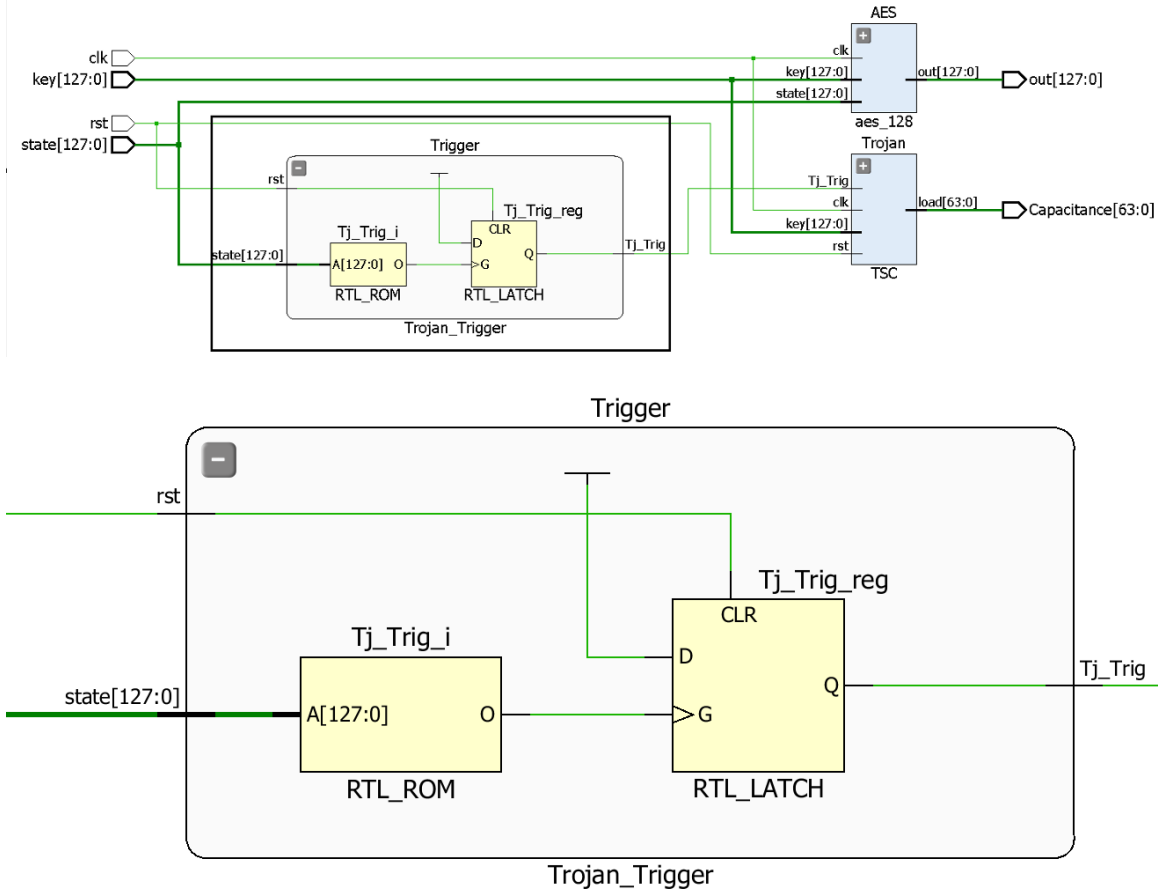 AES
clk
clk
key[127:0]
key[127:0]
out[127:0]
out[127:0]
state[127:0]
rst
aes_128
state[127:0]
Trigger
Trojan
rst
Tj_Trig
Tj_Trig_reg
clk
load[63:0]
Capacitance[63:0]
CLR
Tj_Trig_i
key[127:0]
D
Tj_Trig
rst
state[127:0]
A[127:0]
O
G
Q
TSC
RTL_ROM
RTL_LATCH
Trojan_Trigger
Trigger
rst
Tj_Trig_reg
CLR
Tj_Trig_i
D
Tj_Trig
state[127:0]
Q
A[127:0]
O
G
RTL_ROM
RTL_LATCH
Trojan_Trigger